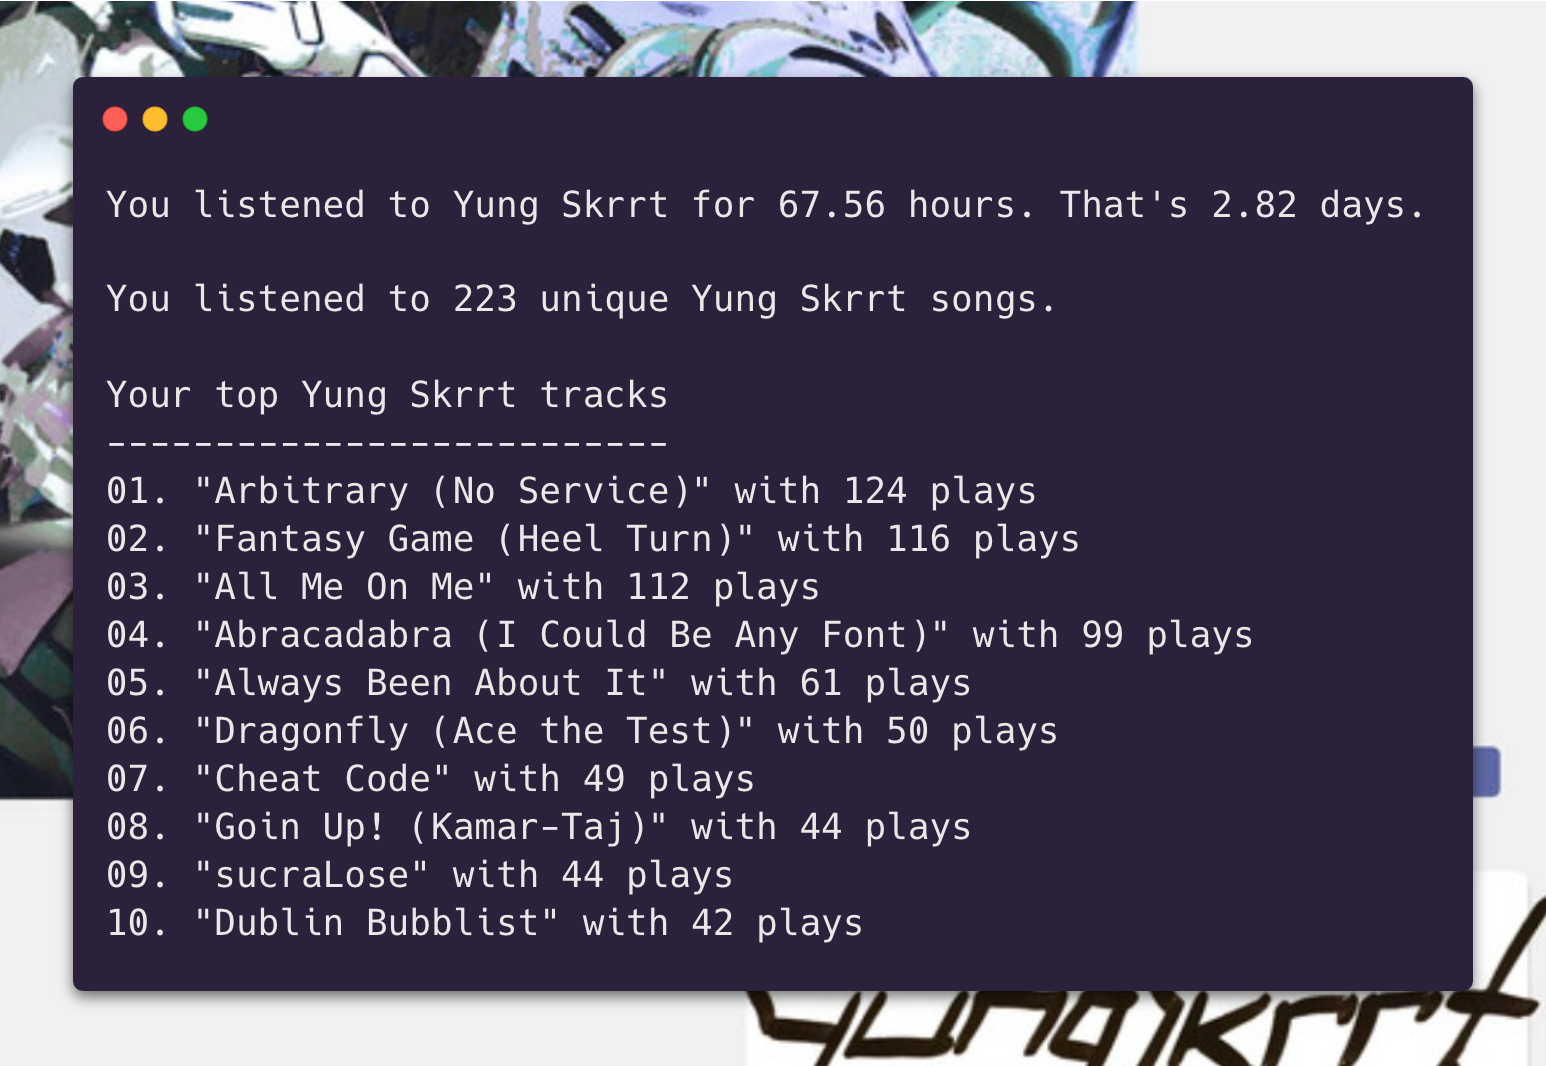 You listened to Yung Skrrt for 67.56 hours. That's 2.82 days.
You listened to 223 unique Yung Skrrt songs.
Your top Yung Skrrt tracks
--------------------------
01. "Arbitrary (No Service)" with 124 plays
02. "Fantasy Game (Heel Turn)" with 116 plays
03. "All Me On Me" with 112 plays
04. "Abracadabra (I Could Be Any Font)" with 99 plays
05. "Always Been About It" with 61 plays
06. "Dragonfly (Ace the Test)" with 50 plays
07. "Cheat Code" with 49 plays
08. "Goin Up! (Kamar-Taj)" with 44 plays
09. "sucraLose" with 44 plays
10. "Dublin Bubblist" with 42 plays
yungskrrt